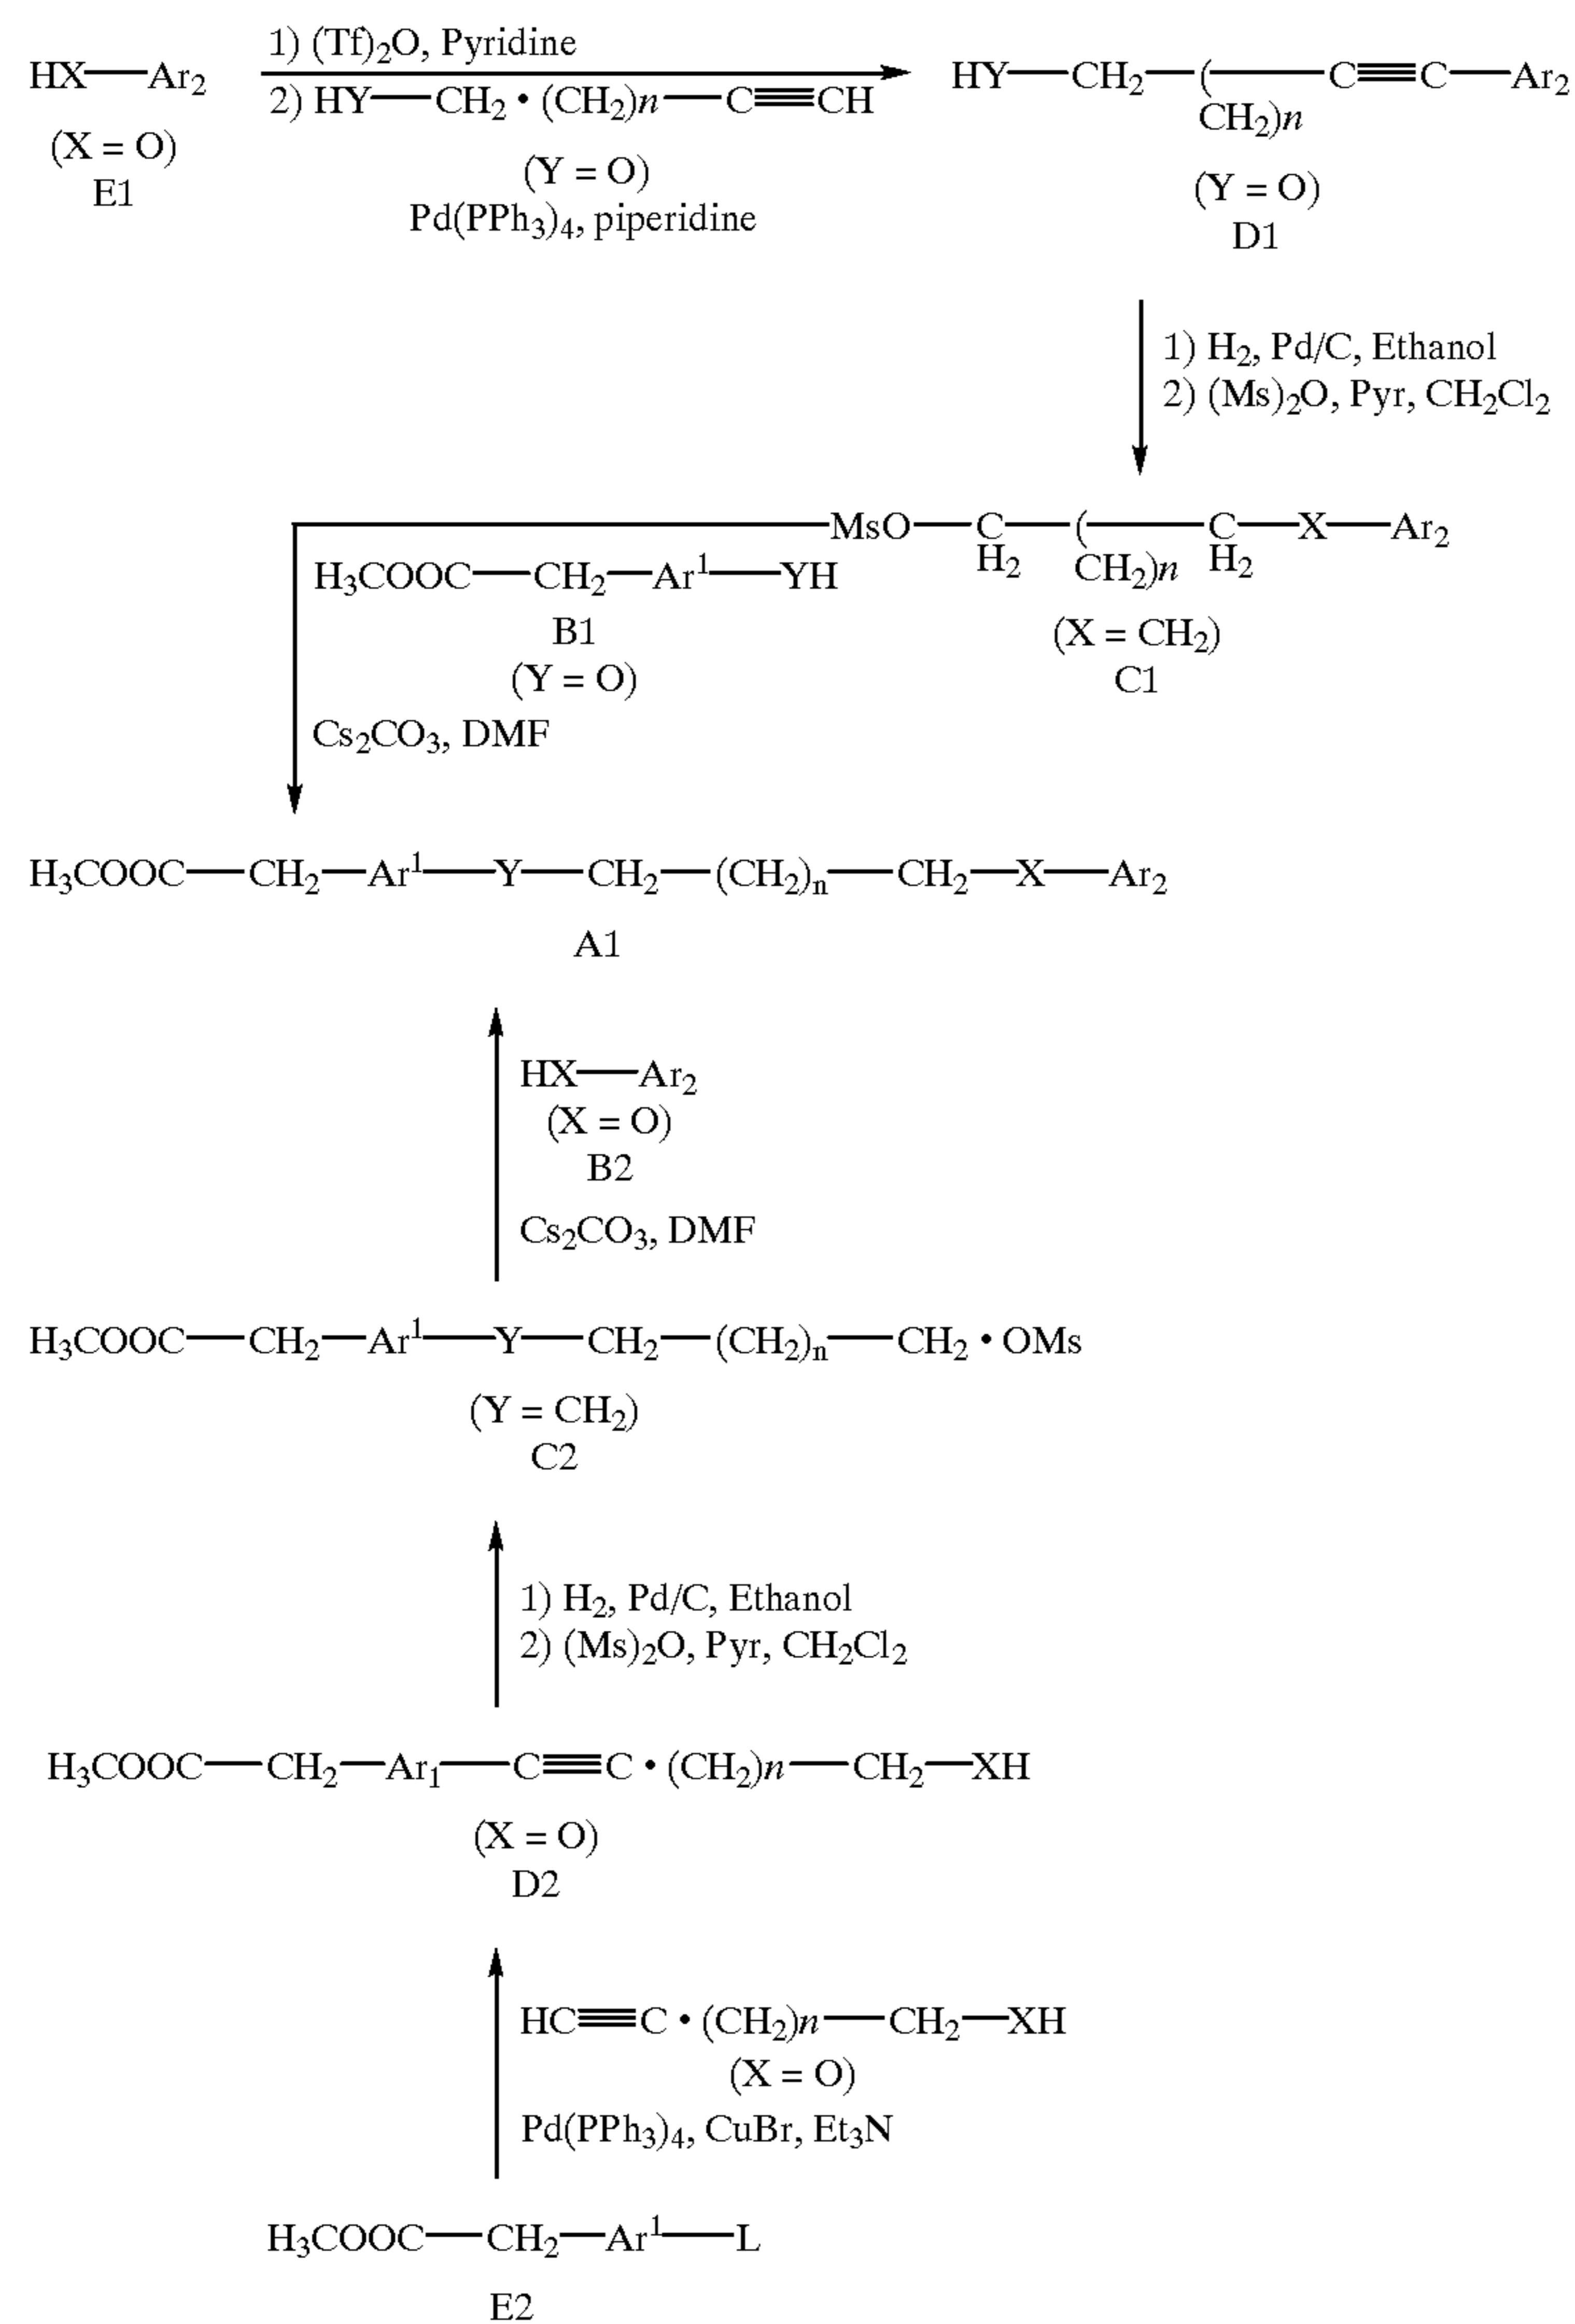 HX—Ar₂
1) (Tf)₂O, Pyridine
2) HY—CH₂•(CH₂)n—C≡CH
(X = O)
E1
(Y = O)
Pd(PPh₃)₄, piperidine
HY—CH₂—(—C≡C—Ar₂
CH₂)n
(Y = O)
D1
1) H₂, Pd/C, Ethanol
2) (Ms)₂O, Pyr, CH₂Cl₂
MsO—C—(—C—X—Ar₂
H₂ CH₂)n H₂
(X = CH₂)
C1
H₃COOC—CH₂—Ar¹—YH
B1
(Y = O)
Cs₂CO₃, DMF
H₃COOC—CH₂—Ar¹—Y—CH₂—(CH₂)ₙ—CH₂—X—Ar₂
A1
HX—Ar₂
(X = O)
B2
Cs₂CO₃, DMF
H₃COOC—CH₂—Ar¹—Y—CH₂—(CH₂)ₙ—CH₂•OMs
(Y = CH₂)
C2
1) H₂, Pd/C, Ethanol
2) (Ms)₂O, Pyr, CH₂Cl₂
H₃COOC—CH₂—Ar₁—C≡C•(CH₂)n—CH₂—XH
(X = O)
D2
HC≡C•(CH₂)n—CH₂—XH
(X = O)
Pd(PPh₃)₄, CuBr, Et₃N
H₃COOC—CH₂—Ar¹—L
E2